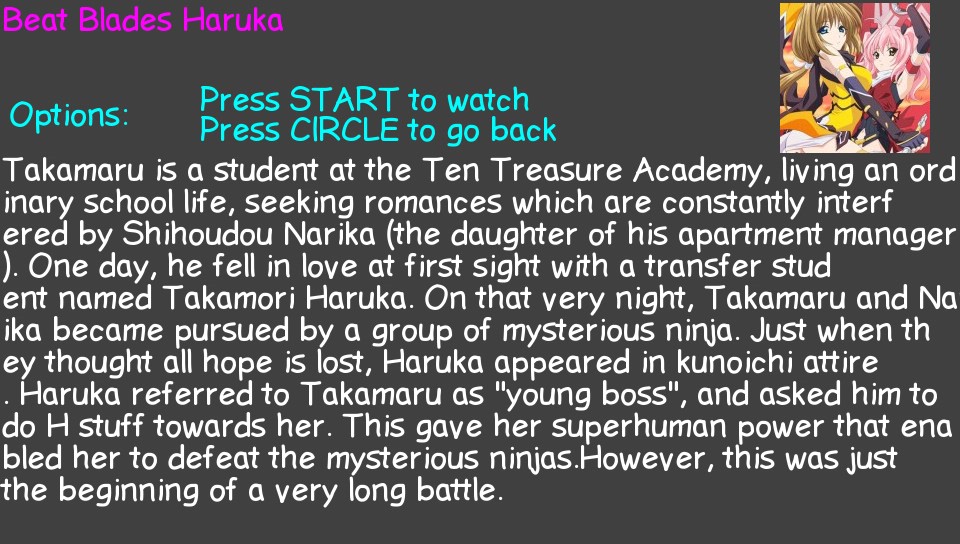 Beat Blades Haruka
Options:
Press START to watch
Press CIRCLE to go back
Takamaru is a student at the Ten Treasure Academy, living an ord
inary school life, seeking romances which are constantly interf
ered by Shihoudou Narika (the daughter of his apartment manager
). One day, he fell in love at first sight with a transfer stud
ent named Takamori Haruka. On that very night, Takamaru and Na
ika became pursued by a group of mysterious ninja. Just when th
ey thought all hope is lost, Haruka appeared in kunoichi attire
. Haruka referred to Takamaru as "young boss", and asked him to
do H stuff towards her. This gave her superhuman power that ena
bled her to defeat the mysterious ninjas.However, this was just
the beginning of a very long battle.